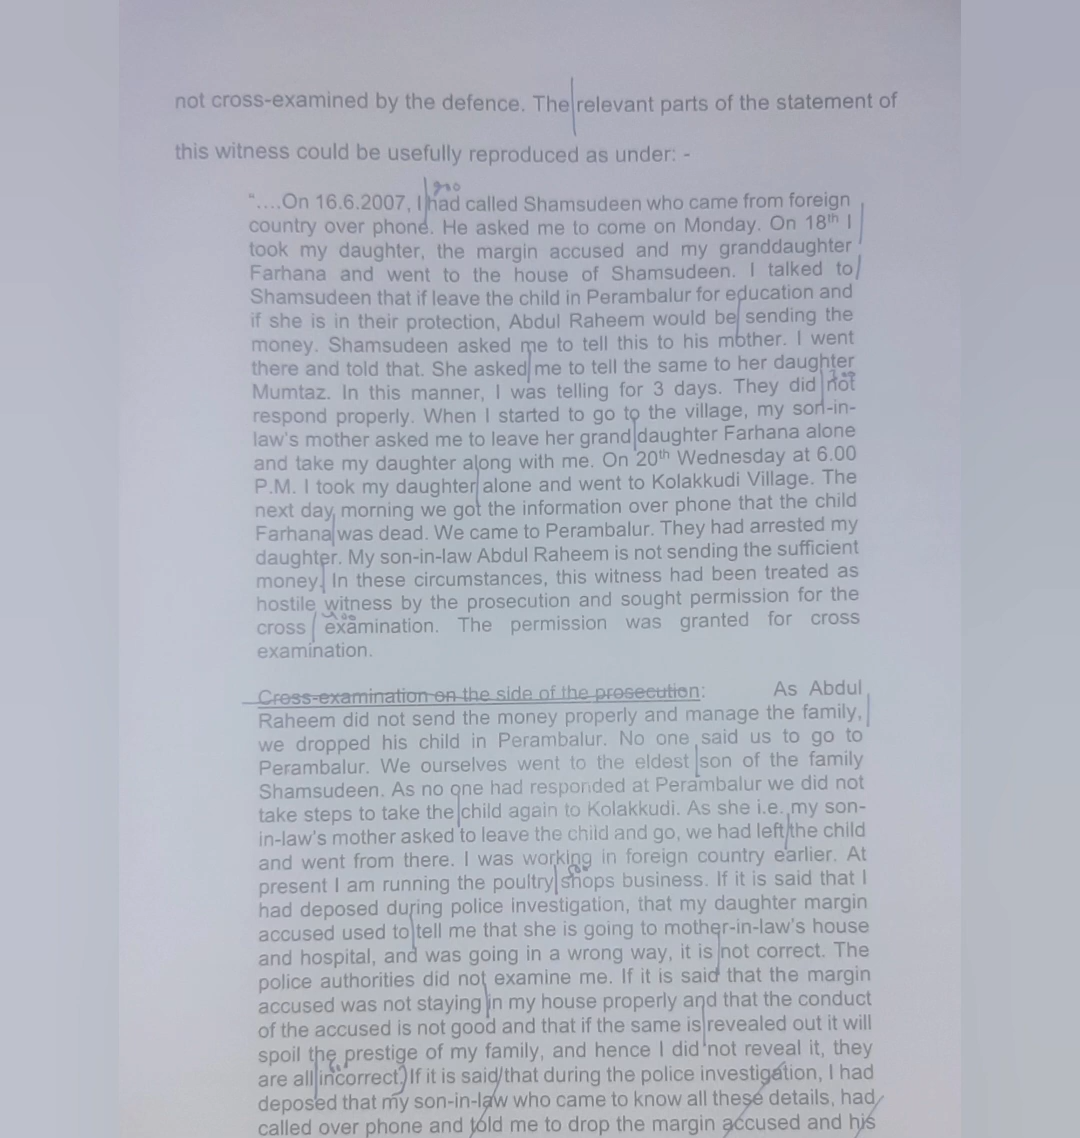 not cross-examined by the defence. The relevant parts of the statement of
this witness could be usefully reproduced as under: -
“....On 16.6.2007, I had called Shamsudeen who came from foreign
country over phone. He asked me to come on Monday. On 18th I
took my daughter, the margin accused and my granddaughter
Farhana and went to the house of Shamsudeen. I talked to
Shamsudeen that if leave the child in Perambalur for education and
if she is in their protection, Abdul Raheem would be sending the
money. Shamsudeen asked me to tell this to his mother. I went
there and told that. She asked me to tell the same to her daughter
Mumtaz. In this manner, I was telling for 3 days. They did not
respond properly. When I started to go to the village, my son-in-
law's mother asked me to leave her grand daughter Farhana alone
and take my daughter along with me. On 20th Wednesday at 6.00
P.M. I took my daughter alone and went to Kolakkudi Village. The
next day morning we got the information over phone that the child
Farhana was dead. We came to Perambalur. They had arrested my
daughter. My son-in-law Abdul Raheem is not sending the sufficient
money. In these circumstances, this witness had been treated as
hostile witness by the prosecution and sought permission for the
cross examination. The permission was granted for cross
examination.
Cross-examination on the side of the prosecution: As Abdul
Raheem did not send the money properly and manage the family,
we dropped his child in Perambalur. No one said us to go to
Perambalur. We ourselves went to the eldest son of the family
Shamsudeen. As no one had responded at Perambalur we did not
take steps to take the child again to Kolakkudi. As she i.e. my son-
in-law's mother asked to leave the child and go, we had left the child
and went from there. I was working in foreign country earlier. At
present I am running the poultry shops business. If it is said that I
had deposed during police investigation, that my daughter margin
accused used to tell me that she is going to mother-in-law's house
and hospital, and was going in a wrong way, it is not correct. The
police authorities did not examine me. If it is said that the margin
accused was not staying in my house properly and that the conduct
of the accused is not good and that if the same is revealed out it will
spoil the prestige of my family, and hence I did not reveal it, they
are all incorrect. If it is said that during the police investigation, I had
deposed that my son-in-law who came to know all these details, had
called over phone and told me to drop the margin accused and his